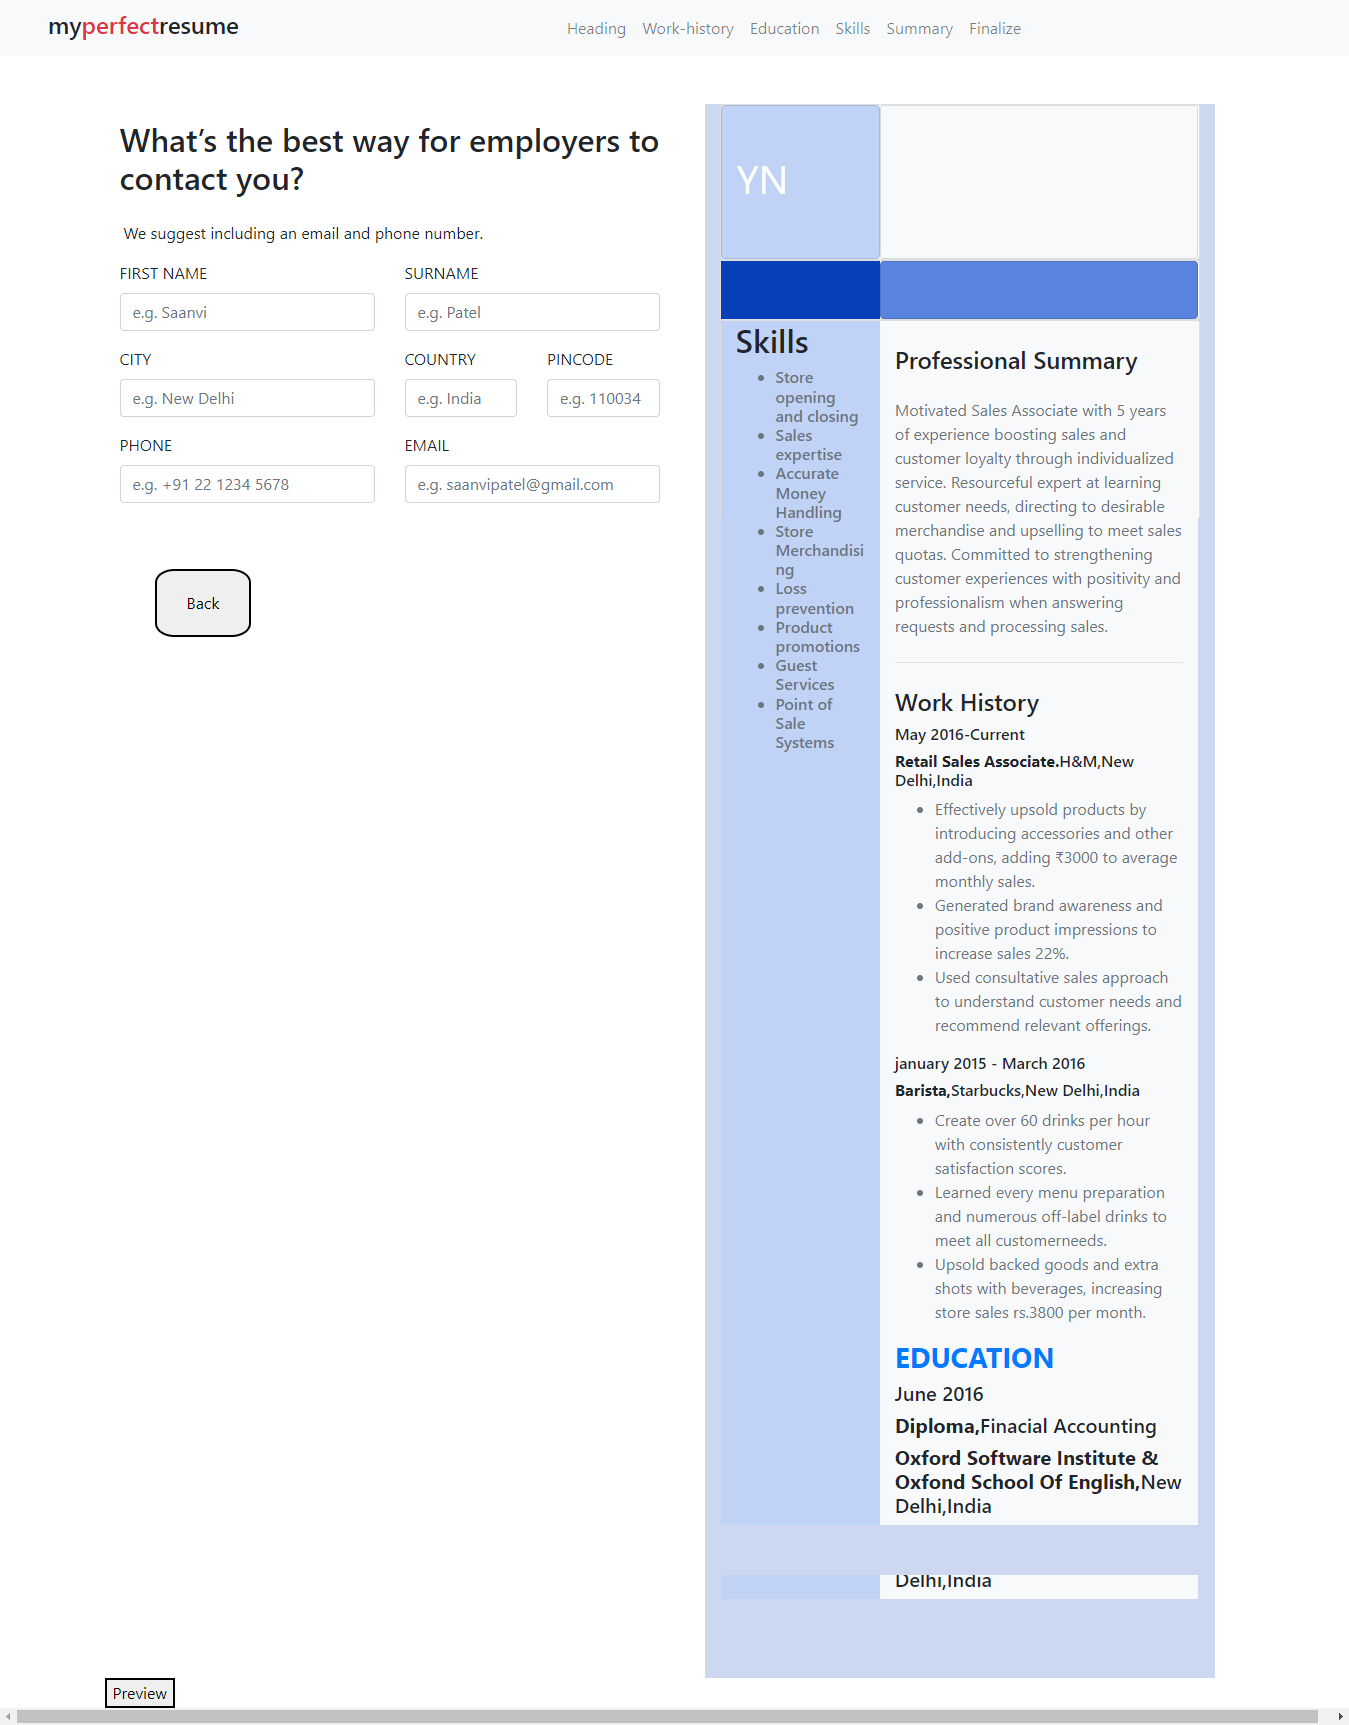 myperfectresume
Heading Work-history Education Skills Summary Finalize
What’s the best way for employers to
contact you?
We suggest including an email and phone number.
FIRST NAME SURNAME
e.g. Saanvi e.g. Patel
CITY COUNTRY PINCODE
e.g. New Delhi e.g. India e.g. 110034
PHONE EMAIL
e.g. +91 22 1234 5678 e.g. saanvipatel@gmail.com
Back
YN
Skills
Store
opening
and closing
Sales
expertise
Accurate
Money
Handling
Store
Merchandisi
ng
Loss
prevention
Product
promotions
Guest
Services
Point of
Sale
Systems
Professional Summary
Motivated Sales Associate with 5 years
of experience boosting sales and
customer loyalty through individualized
service. Resourceful expert at learning
customer needs, directing to desirable
merchandise and upselling to meet sales
quotas. Committed to strengthening
customer experiences with positivity and
professionalism when answering
requests and processing sales.
Work History
May 2016-Current
Retail Sales Associate.H&M,New
Delhi,India
Effectively upsold products by
introducing accessories and other
add-ons, adding ₹3000 to average
monthly sales.
Generated brand awareness and
positive product impressions to
increase sales 22%.
Used consultative sales approach
to understand customer needs and
recommend relevant offerings.
january 2015 - March 2016
Barista,Starbucks,New Delhi,India
Create over 60 drinks per hour
with consistently customer
satisfaction scores.
Learned every menu preparation
and numerous off-label drinks to
meet all customerneeds.
Upsold backed goods and extra
shots with beverages, increasing
store sales rs.3800 per month.
EDUCATION
June 2016
Diploma,Finacial Accounting
Oxford Software Institute &
Oxfond School Of English,New
Delhi,India
Delhi,India
Preview